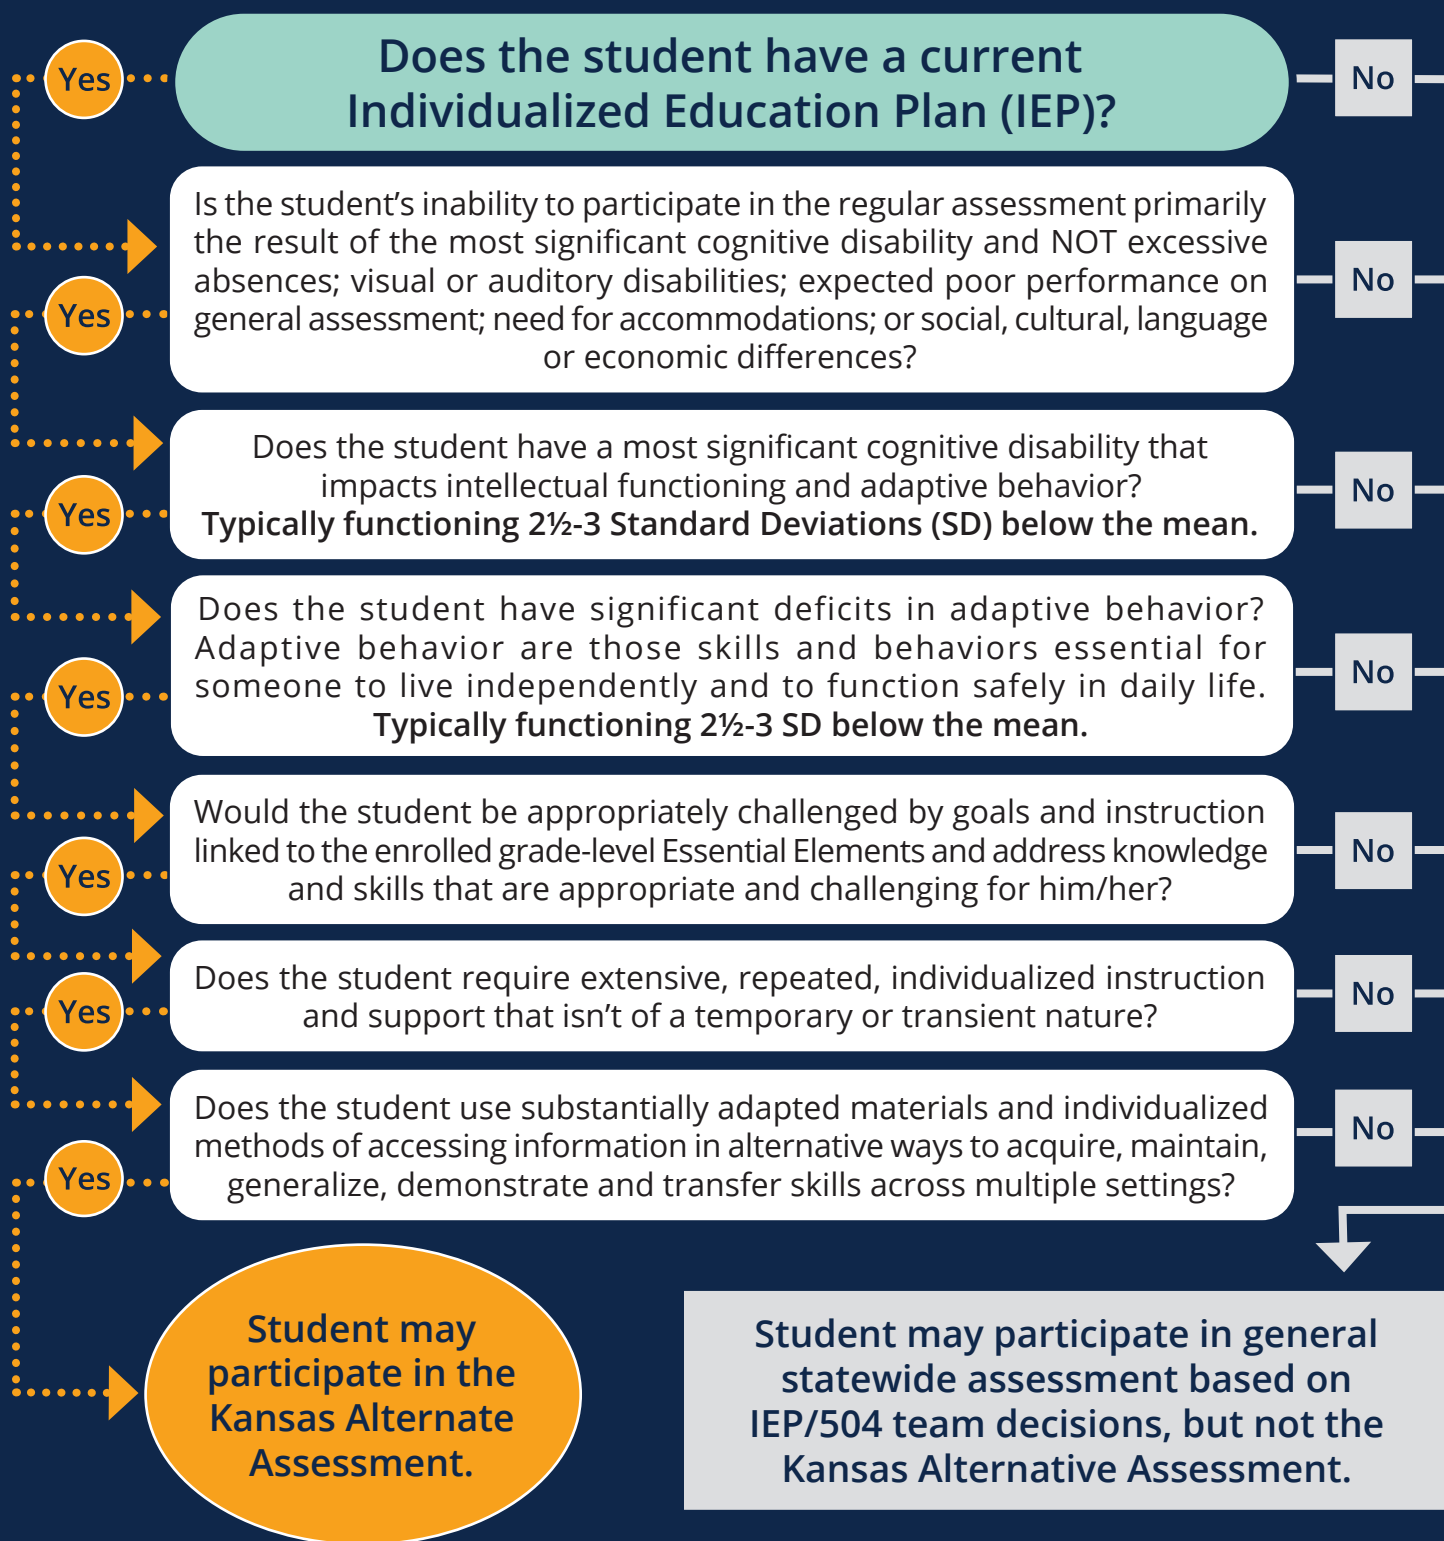 Yes
Does the student have a current
Individualized Education Plan (IEP)?
No
Is the student’s inability to participate in the regular assessment primarily
the result of the most significant cognitive disability and NOT excessive
absences; visual or auditory disabilities; expected poor performance on
general assessment; need for accommodations; or social, cultural, language
or economic differences?
No
Yes
Does the student have a most significant cognitive disability that
impacts intellectual functioning and adaptive behavior?
Typically functioning 2½-3 Standard Deviations (SD) below the mean.
No
Yes
Does the student have significant deficits in adaptive behavior?
Adaptive behavior are those skills and behaviors essential for
someone to live independently and to function safely in daily life.
Typically functioning 2½-3 SD below the mean.
No
Yes
Would the student be appropriately challenged by goals and instruction
linked to the enrolled grade-level Essential Elements and address knowledge
and skills that are appropriate and challenging for him/her?
No
Yes
Does the student require extensive, repeated, individualized instruction
and support that isn’t of a temporary or transient nature?
No
Yes
Does the student use substantially adapted materials and individualized
methods of accessing information in alternative ways to acquire, maintain,
generalize, demonstrate and transfer skills across multiple settings?
No
Yes
Student may
participate in the
Kansas Alternate
Assessment.
Student may participate in general
statewide assessment based on
IEP/504 team decisions, but not the
Kansas Alternative Assessment.